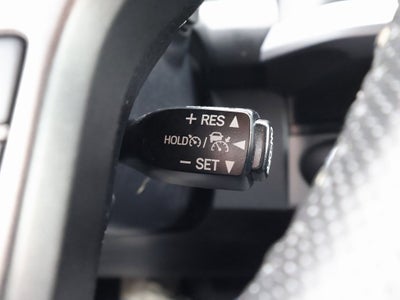 + RES ▲
HOLD / ◀
− SET ▼